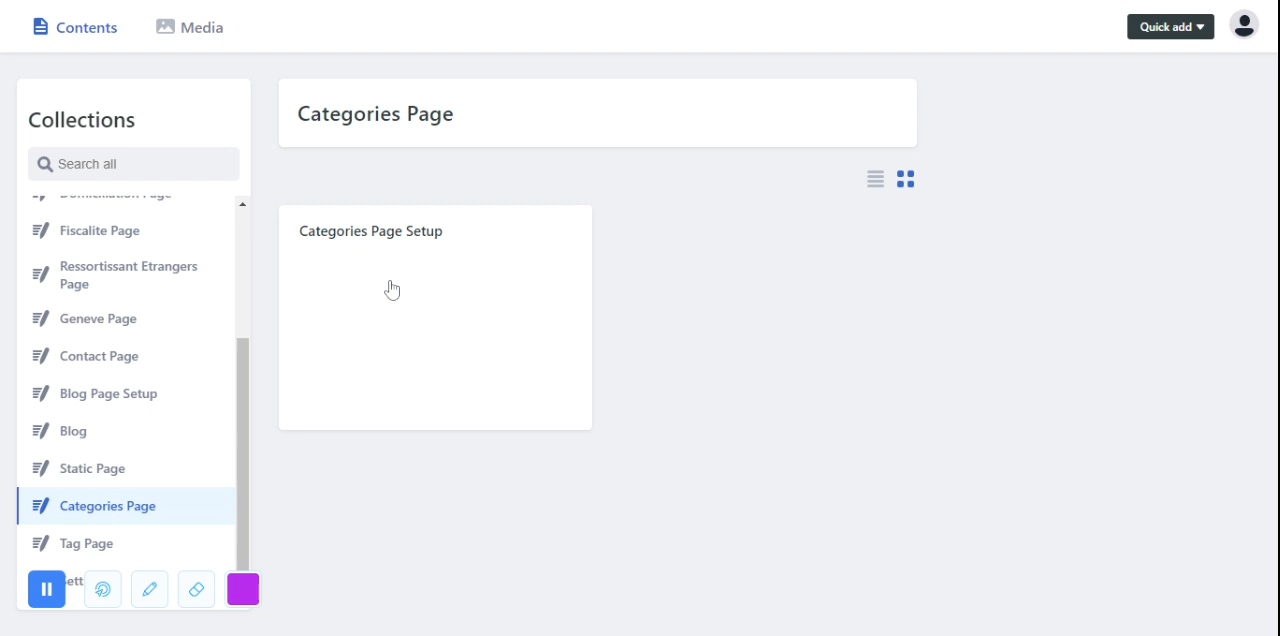 Contents
Media
Quick add
Collections
Search all
Categories Page
Categories Page Setup
Fiscalite Page
Ressortissant Etrangers
Page
Geneve Page
Contact Page
Blog Page Setup
Blog
Static Page
Categories Page
Tag Page